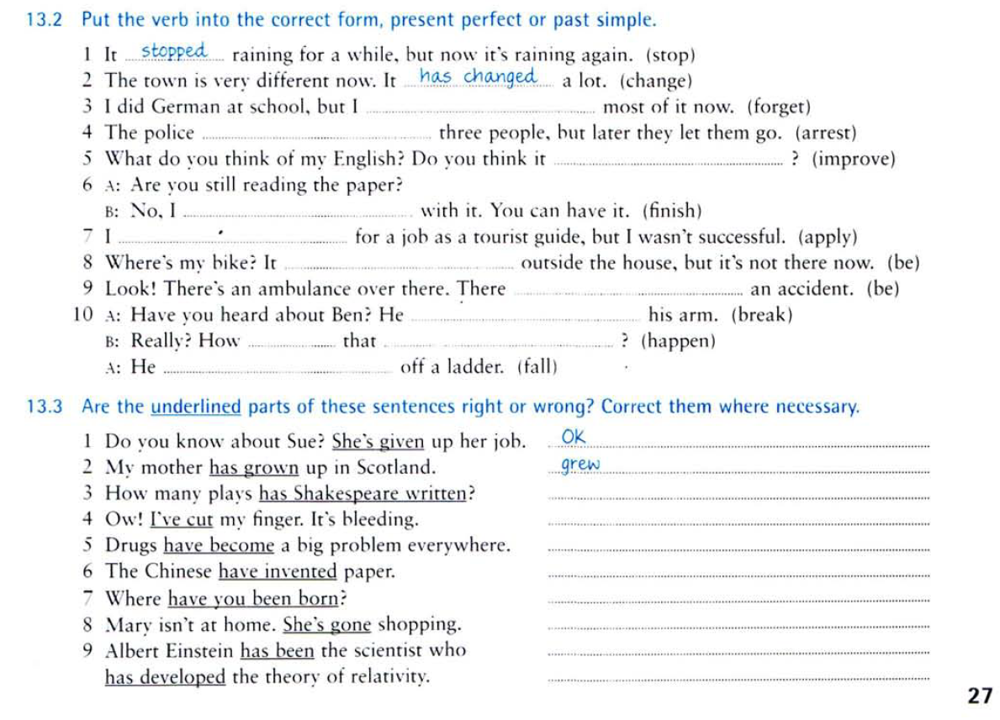 13.2 Put the verb into the correct form, present perfect or past simple.
1 It stopped raining for a while, but now it's raining again. (stop)
2 The town is very different now. It has changed a lot. (change)
3 I did German at school, but I ........ most of it now. (forget)
4 The police ........ three people, but later they let them go. (arrest)
5 What do you think of my English? Do you think it ........ ? (improve)
6 A: Are you still reading the paper?
B: No, I ........ with it. You can have it. (finish)
7 I ........ for a job as a tourist guide, but I wasn't successful. (apply)
8 Where's my bike? It ........ outside the house, but it's not there now. (be)
9 Look! There's an ambulance over there. There ........ an accident. (be)
10 A: Have you heard about Ben? He ........ his arm. (break)
B: Really? How ........ that ........ ? (happen)
A: He ........ off a ladder. (fall)
13.3 Are the underlined parts of these sentences right or wrong? Correct them where necessary.
1 Do you know about Sue? She's given up her job. OK
2 My mother has grown up in Scotland. grew
3 How many plays has Shakespeare written?
4 Ow! I've cut my finger. It's bleeding.
5 Drugs have become a big problem everywhere.
6 The Chinese have invented paper.
7 Where have you been born?
8 Mary isn't at home. She's gone shopping.
9 Albert Einstein has been the scientist who
has developed the theory of relativity.
27